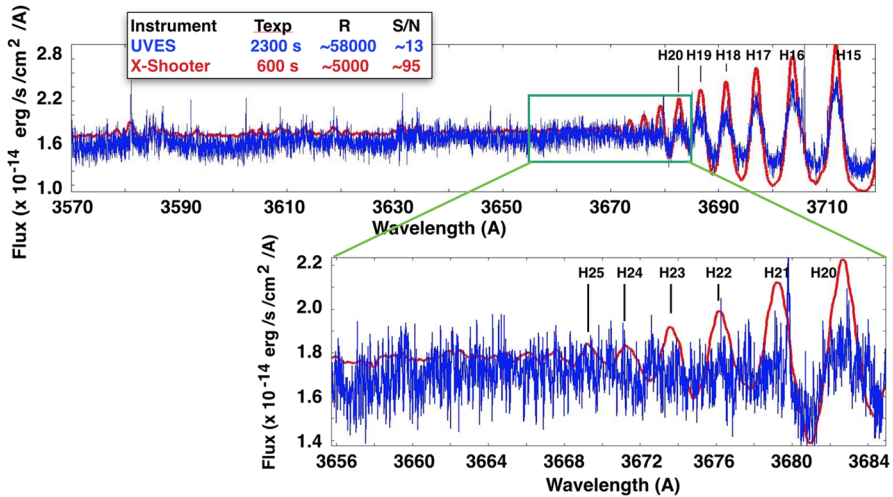 Instrument Texp R S/N
UVES 2300 s ~58000 ~13
X-Shooter 600 s ~5000 ~95
Flux (x 10 -14 erg /s /cm 2 /A)
2.8
2.2
1.6
1.0
H20 H19 H18 H17 H16 H15
3570 3590 3610 3630 3650 3670 3690 3710
Wavelength (A)
Flux (x 10 -14 erg /s /cm 2 /A)
2.2
2.0
1.8
1.6
1.4
H25 H24 H23 H22 H21 H20
3656 3660 3664 3668 3672 3676 3680 3684
Wavelength (A)